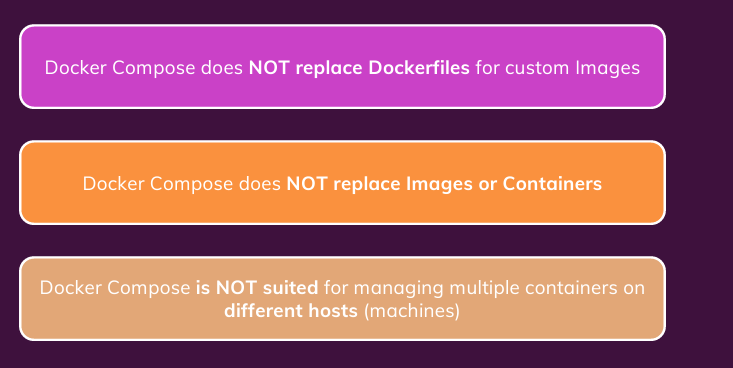 Docker Compose does NOT replace Dockerfiles for custom Images
Docker Compose does NOT replace Images or Containers
Docker Compose is NOT suited for managing multiple containers on
different hosts (machines)